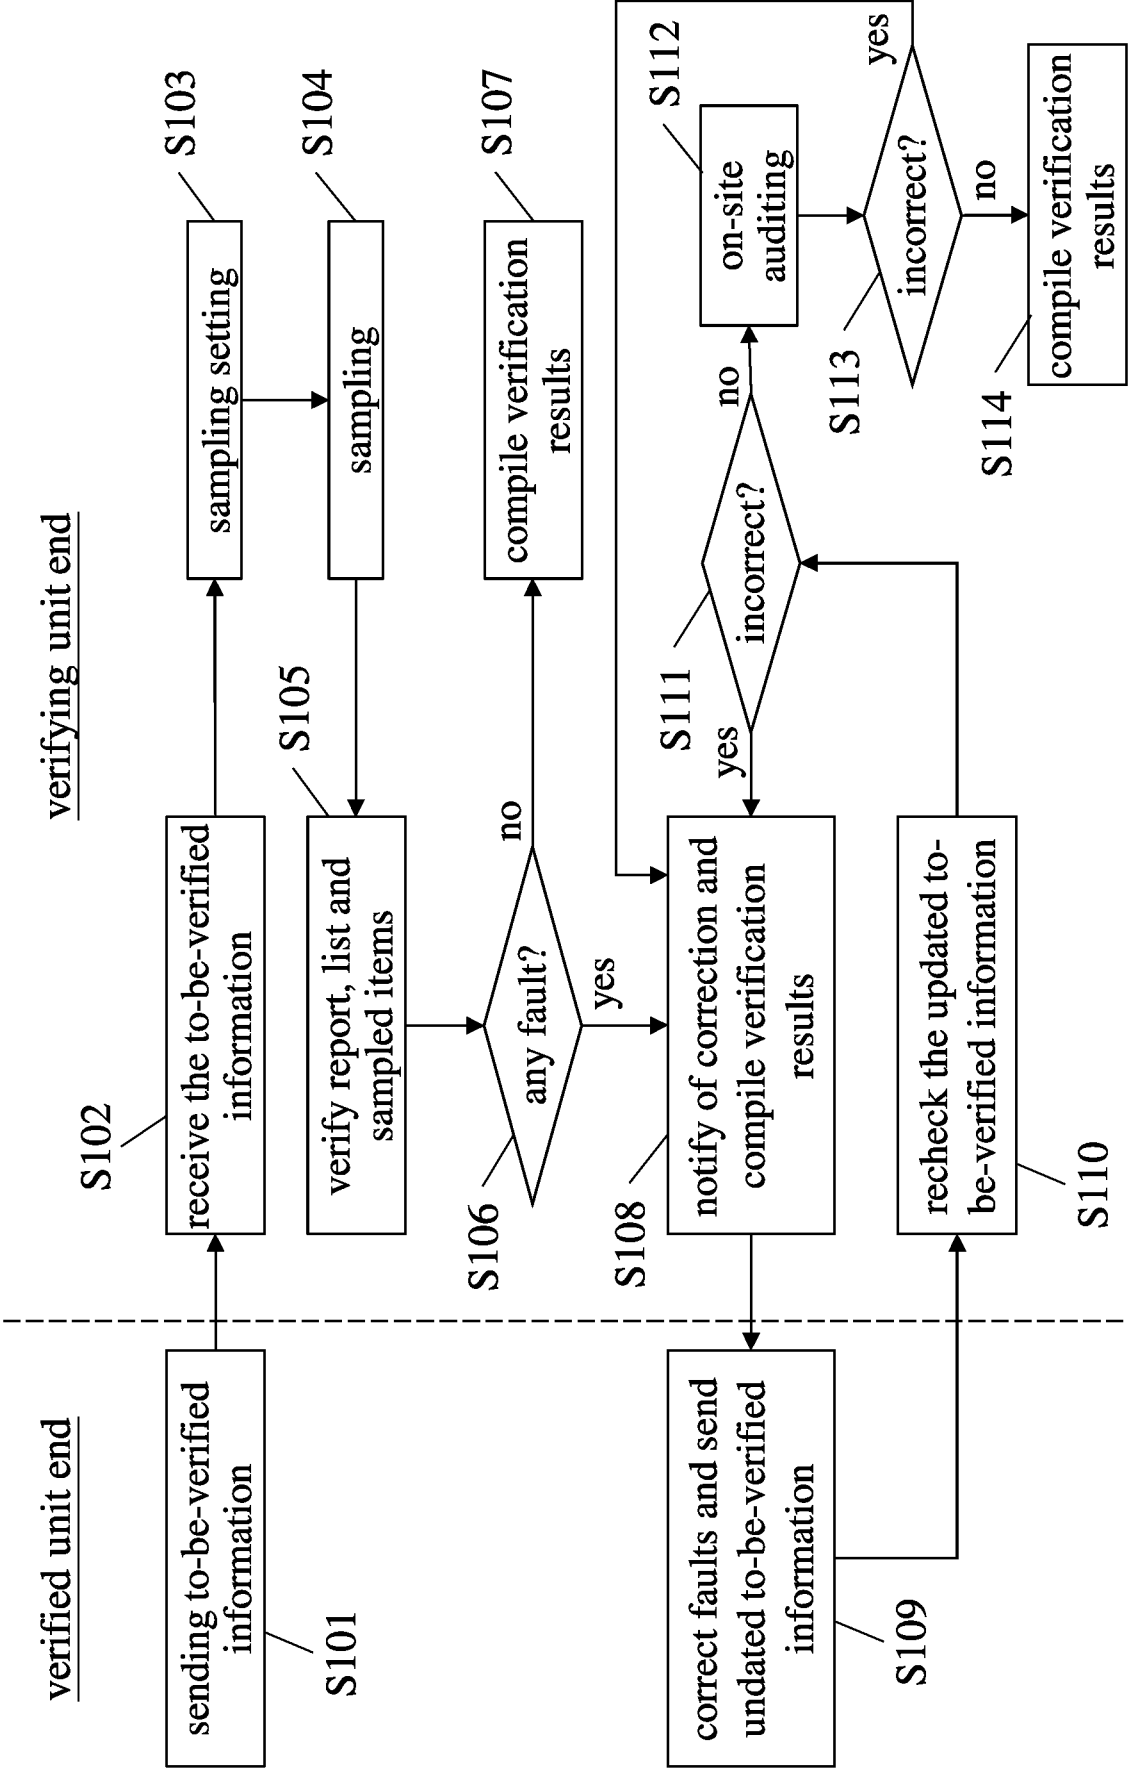 verified unit end
verifying unit end
sending to-be-verified
information
S101
receive the to-be-verified
information
S102
sampling setting
S103
sampling
S104
verify report, list and
sampled items
S105
any fault?
S106
no
yes
compile verification
results
S107
notify of correction and
compile verification
results
S108
correct faults and send
undated to-be-verified
information
S109
recheck the updated to-
be-verified information
S110
incorrect?
S111
yes
no
on-site
auditing
S112
incorrect?
S113
yes
no
compile verification
results
S114